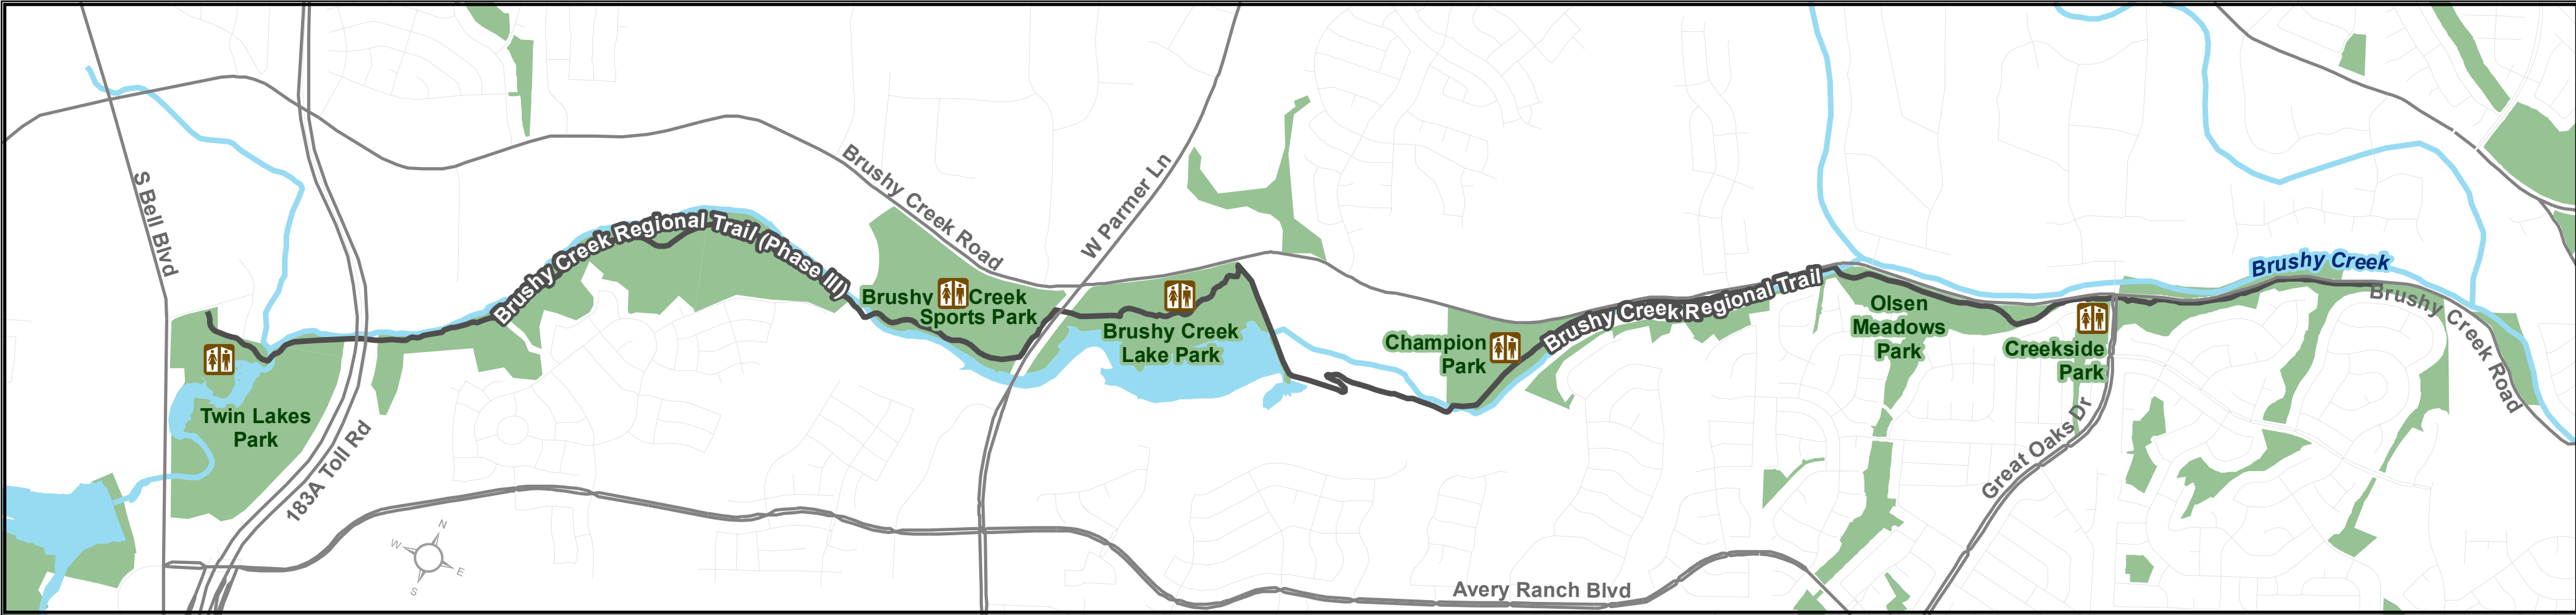 S Bell Blvd
Twin Lakes
Park
183A Toll Rd
N
W
E
S
Brushy Creek Regional Trail (Phase III)
Brushy Creek Road
Brushy Creek
Sports Park
W Parmer Ln
Brushy Creek
Lake Park
Champion
Park
Brushy Creek Regional Trail
Avery Ranch Blvd
Olsen
Meadows
Park
Creekside
Park
Great Oaks Dr
Brushy Creek
Brushy Creek Road